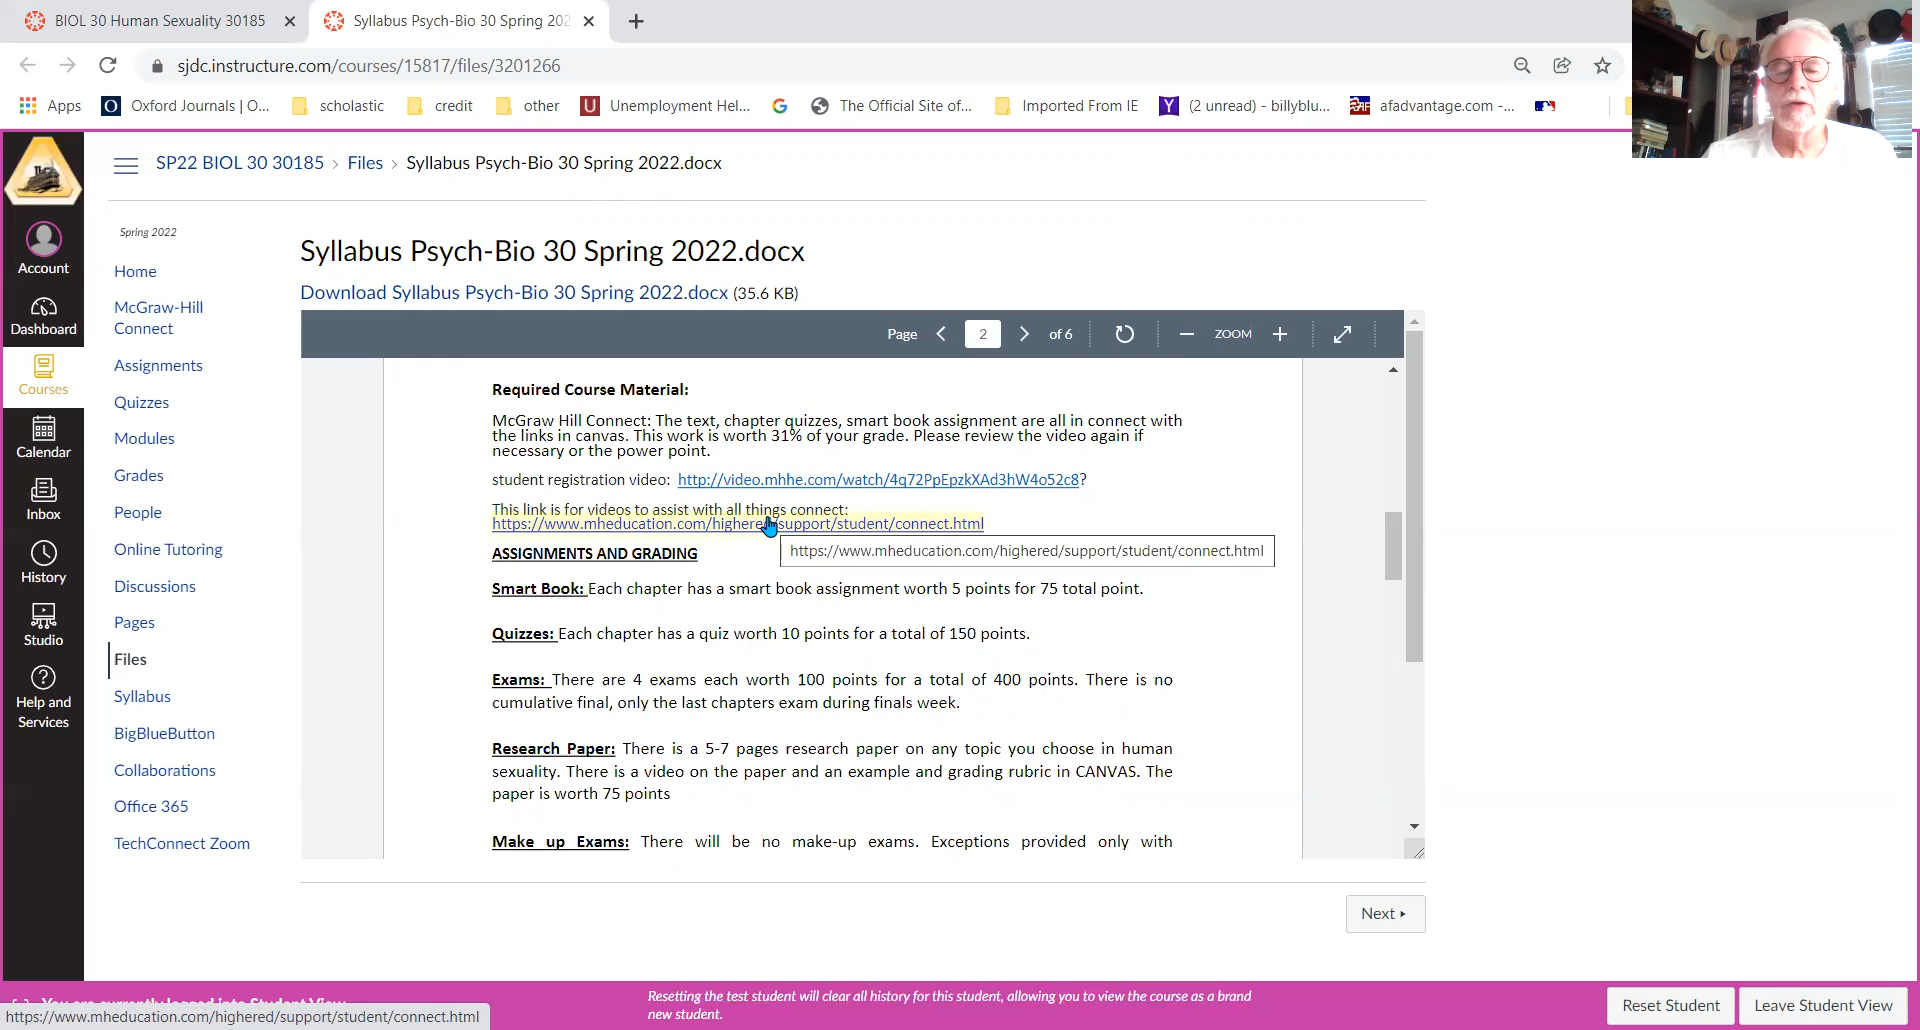 BIOL 30 Human Sexuality 30185
Syllabus Psych-Bio 30 Spring 202
sjdc.instructure.com/courses/15817/files/3201266
Apps
Oxford Journals | O...
scholastic
credit
other
Unemployment Hel...
The Official Site of...
Imported From IE
(2 unread) - billyblu...
afadvantage.com -...
SP22 BIOL 30 30185 › Files › Syllabus Psych-Bio 30 Spring 2022.docx
Account
Dashboard
Courses
Calendar
Inbox
History
Studio
Help and
Services
Spring 2022
Home
McGraw-Hill
Connect
Assignments
Quizzes
Modules
Grades
People
Online Tutoring
Discussions
Pages
Files
Syllabus
BigBlueButton
Collaborations
Office 365
TechConnect Zoom
Syllabus Psych-Bio 30 Spring 2022.docx
Download Syllabus Psych-Bio 30 Spring 2022.docx (35.6 KB)
Page 2 of 6 ZOOM
Required Course Material:
McGraw Hill Connect: The text, chapter quizzes, smart book assignment are all in connect with
the links in canvas. This work is worth 31% of your grade. Please review the video again if
necessary or the power point.
student registration video: http://video.mhhe.com/watch/4q72PpEpzkXAd3hW4o52c8?
This link is for videos to assist with all things connect:
https://www.mheducation.com/highered/support/student/connect.html
https://www.mheducation.com/highered/support/student/connect.html
ASSIGNMENTS AND GRADING
Smart Book: Each chapter has a smart book assignment worth 5 points for 75 total point.
Quizzes: Each chapter has a quiz worth 10 points for a total of 150 points.
Exams: There are 4 exams each worth 100 points for a total of 400 points. There is no
cumulative final, only the last chapters exam during finals week.
Research Paper: There is a 5-7 pages research paper on any topic you choose in human
sexuality. There is a video on the paper and an example and grading rubric in CANVAS. The
paper is worth 75 points
Make up Exams: There will be no make-up exams. Exceptions provided only with
Next
You are currently logged into Student View
https://www.mheducation.com/highered/support/student/connect.html
Resetting the test student will clear all history for this student, allowing you to view the course as a brand
new student.
Reset Student
Leave Student View